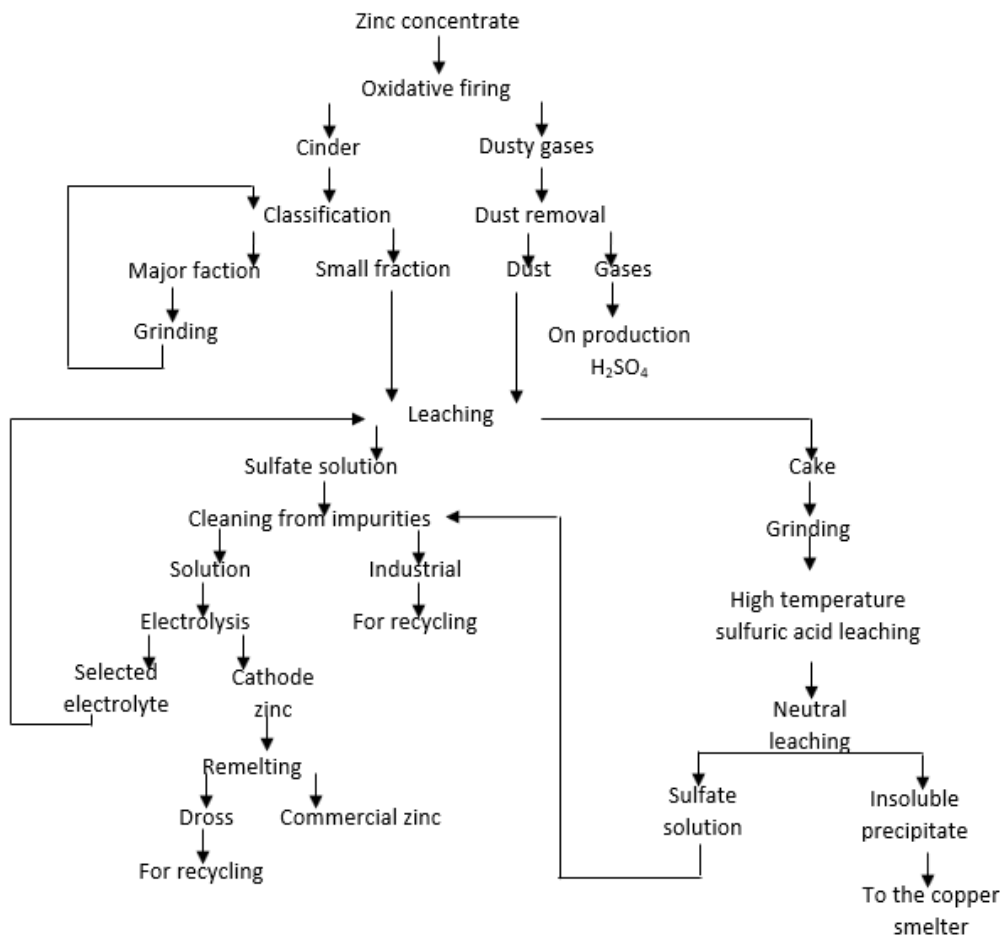 Zinc concentrate
Oxidative firing
Cinder
Dusty gases
Classification
Dust removal
Major faction
Small fraction
Dust
Gases
Grinding
On production
H₂SO₄
Leaching
Sulfate solution
Cake
Cleaning from impurities
Grinding
Solution
Industrial
High temperature
sulfuric acid leaching
Electrolysis
For recycling
Selected
electrolyte
Cathode
zinc
Neutral
leaching
Remelting
Dross
Commercial zinc
Sulfate
solution
Insoluble
precipitate
For recycling
To the copper
smelter